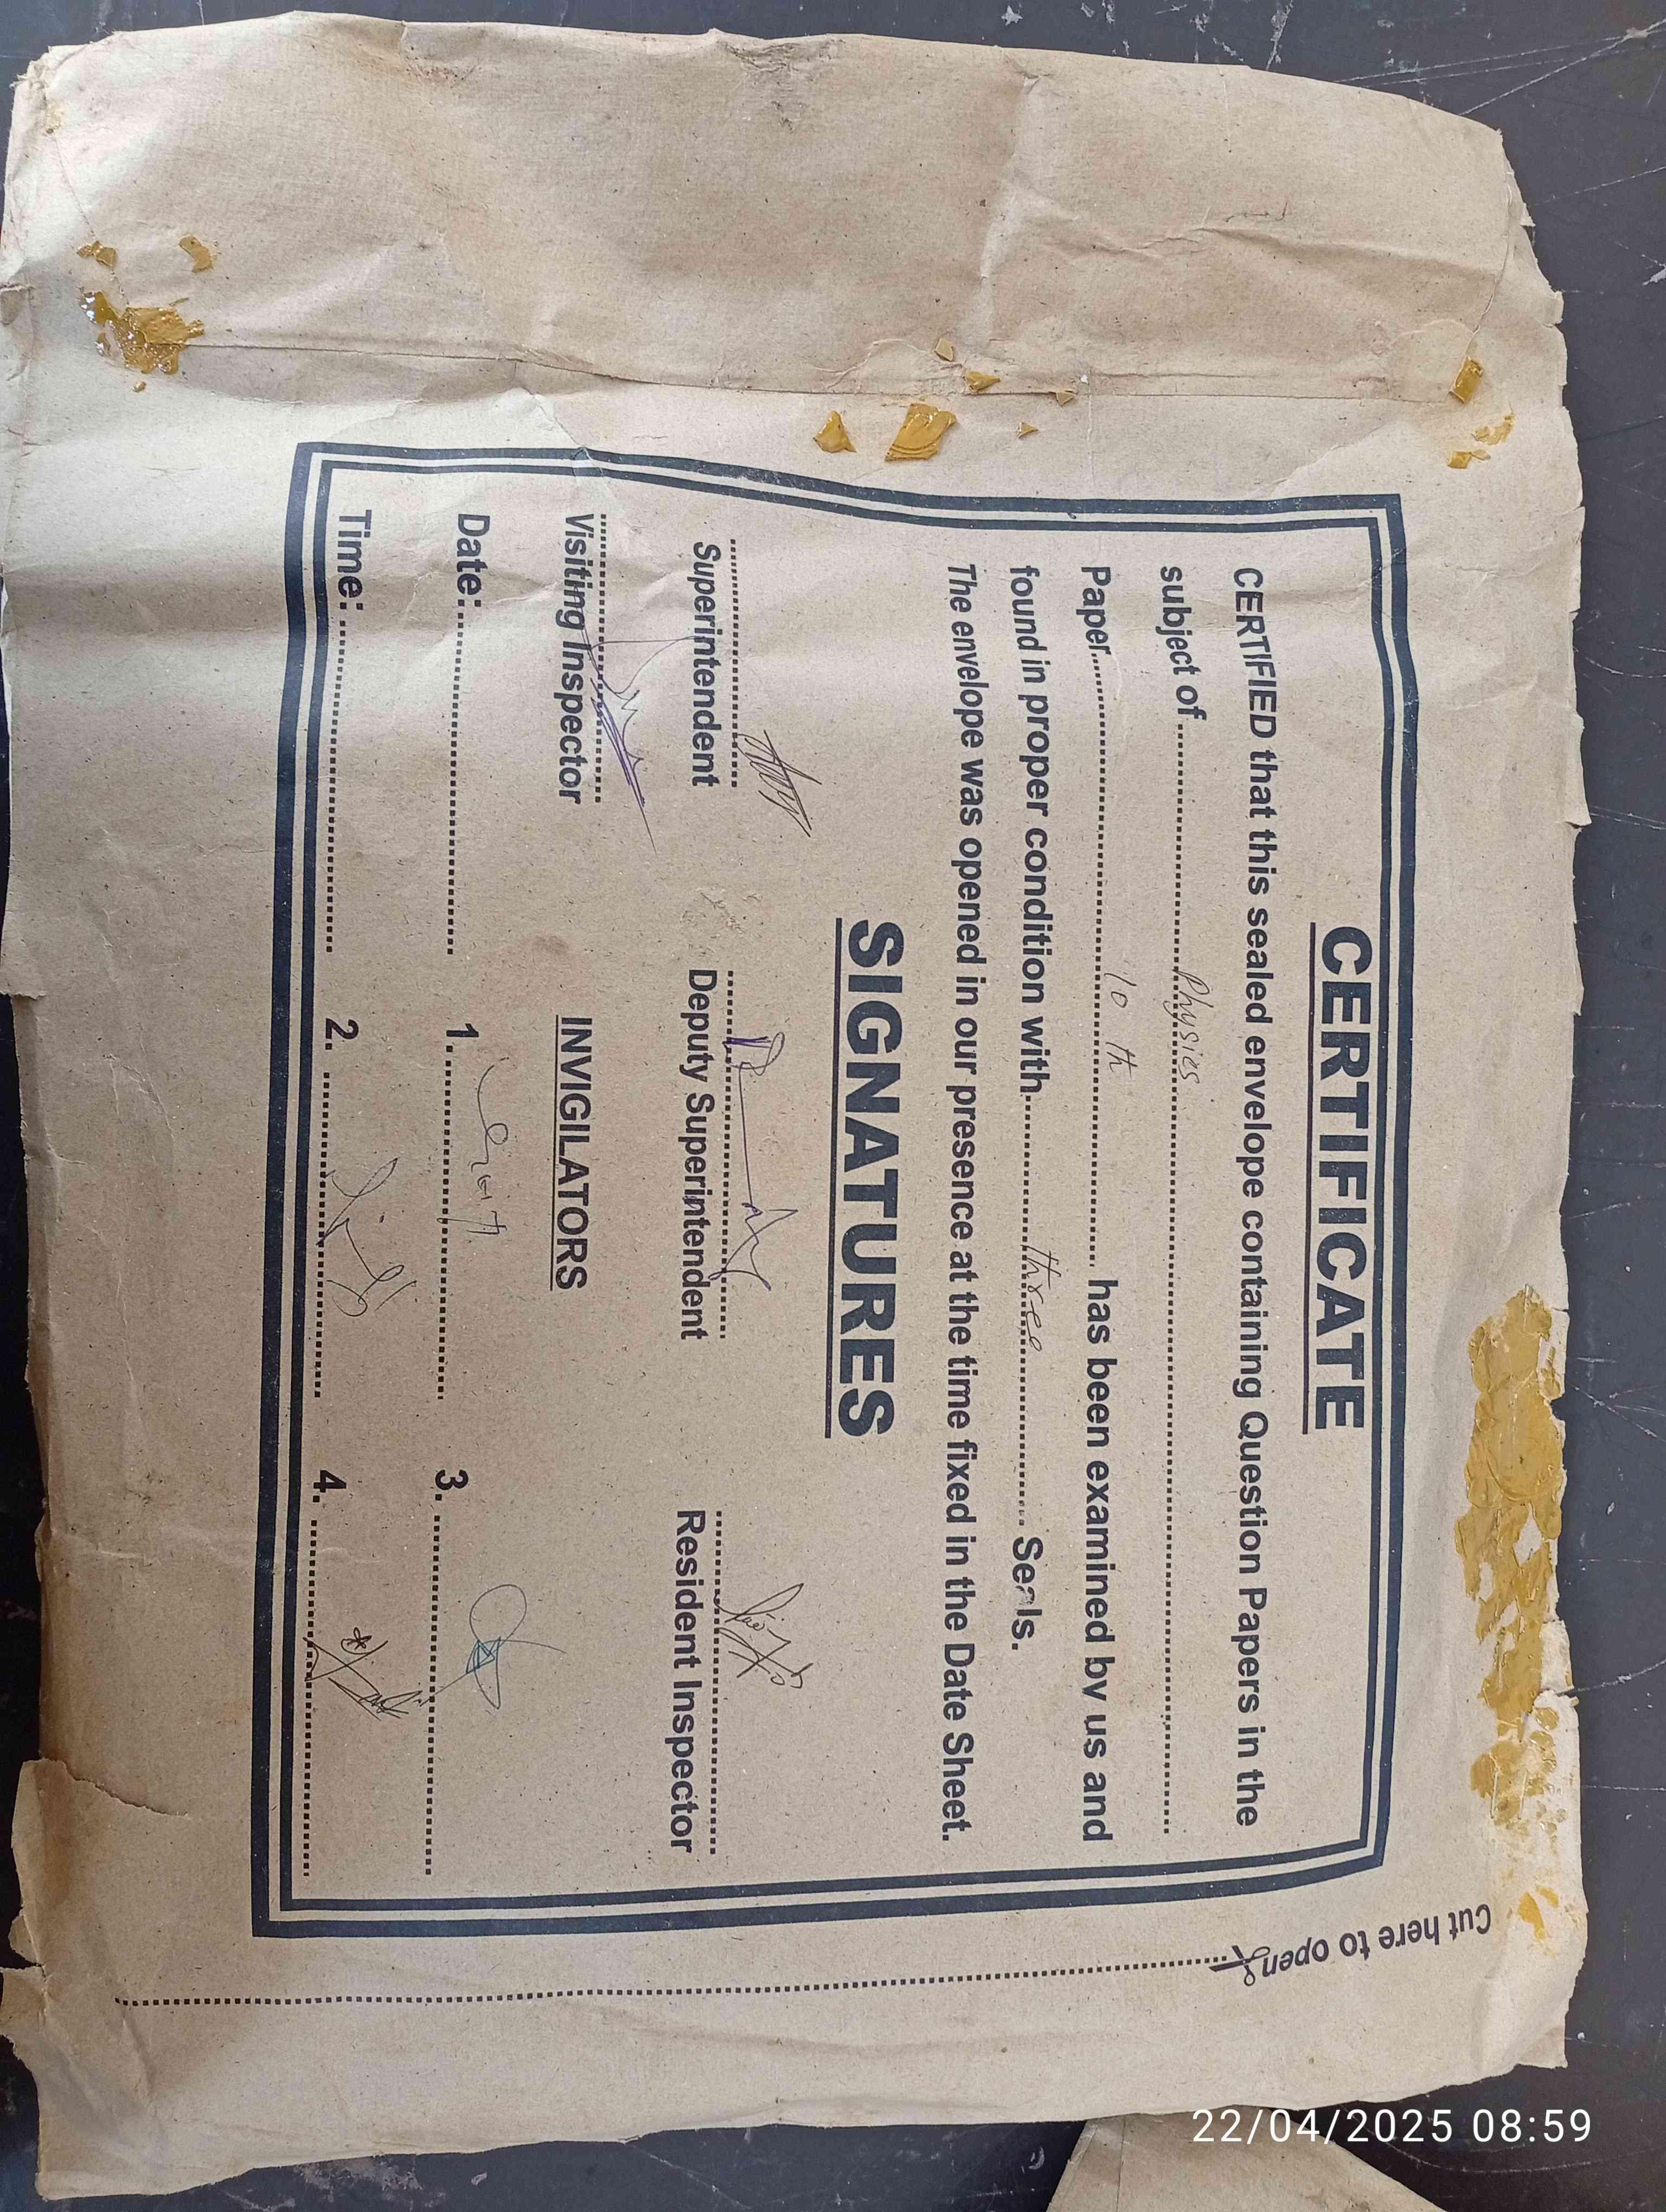 CERTIFICATE
CERTIFIED that this sealed envelope containing Question Papers in the
subject of Physics
Paper 10th has been examined by us and
found in proper condition with three Seals.
The envelope was opened in our presence at the time fixed in the Date Sheet.
SIGNATURES
Superintendent Deputy Superintendent Resident Inspector
Visiting Inspector INVIGILATORS
Date: 1. 3.
Time: 2. 4.
Cut here to open
22/04/2025 08:59